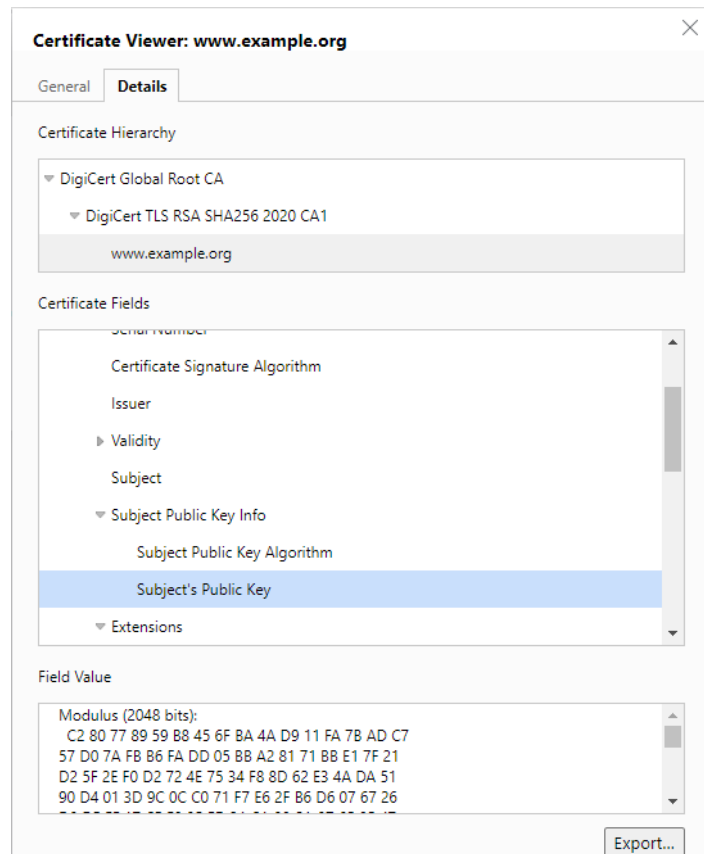 Certificate Viewer: www.example.org
General Details
Certificate Hierarchy
DigiCert Global Root CA
DigiCert TLS RSA SHA256 2020 CA1
www.example.org
Certificate Fields
Serial Number
Certificate Signature Algorithm
Issuer
Validity
Subject
Subject Public Key Info
Subject Public Key Algorithm
Subject's Public Key
Extensions
Field Value
Modulus (2048 bits):
C2 80 77 89 59 B8 45 6F BA 4A D9 11 FA 7B AD C7
57 D0 7A FB B6 FA DD 05 BB A2 81 71 BB E1 7F 21
D2 5F 2E F0 D2 72 4E 75 34 F8 8D 62 E3 4A DA 51
90 D4 01 3D 9C 0C C0 71 F7 E6 2F B6 D6 07 67 26
Export...